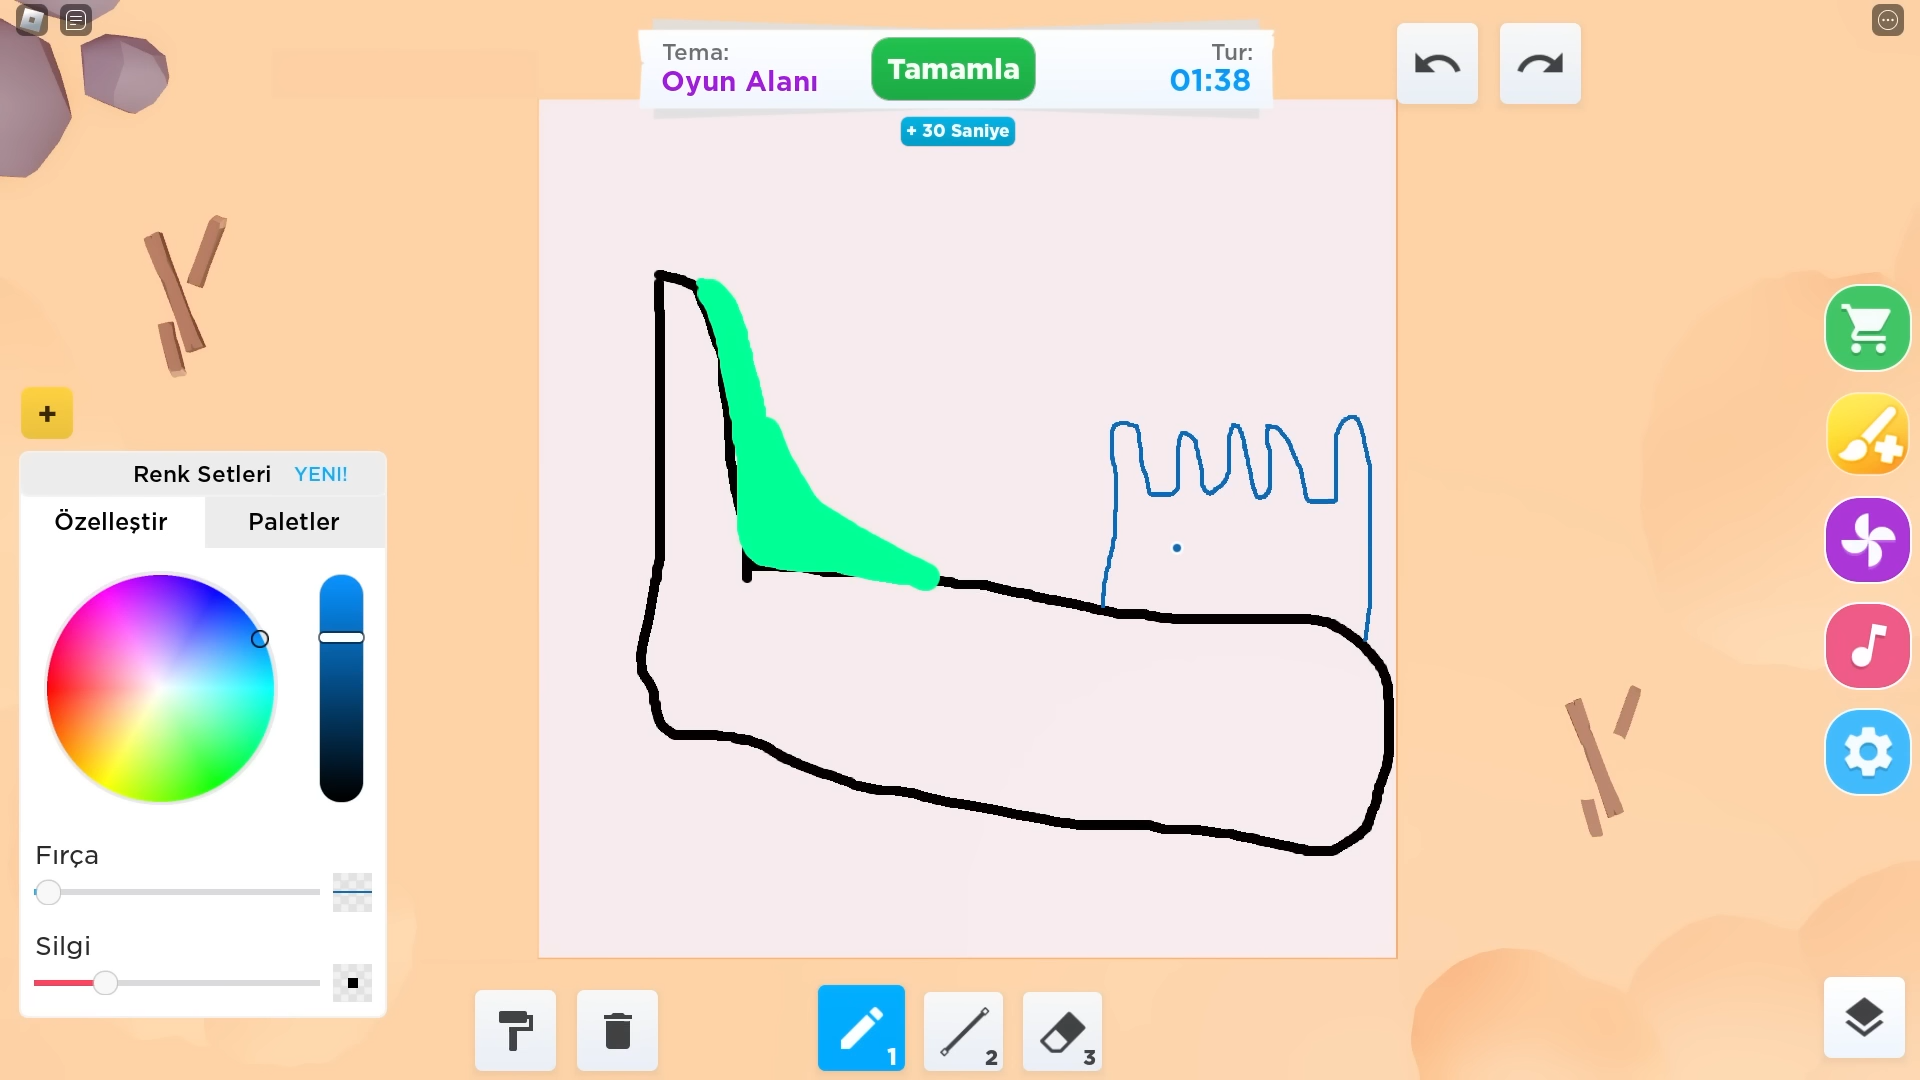 Tema:
Oyun Alanı
Tamamla
Tur:
01:38
+ 30 Saniye
+
Renk Setleri YENI!
Özelleştir Paletler
Fırça
Silgi
1 2 3